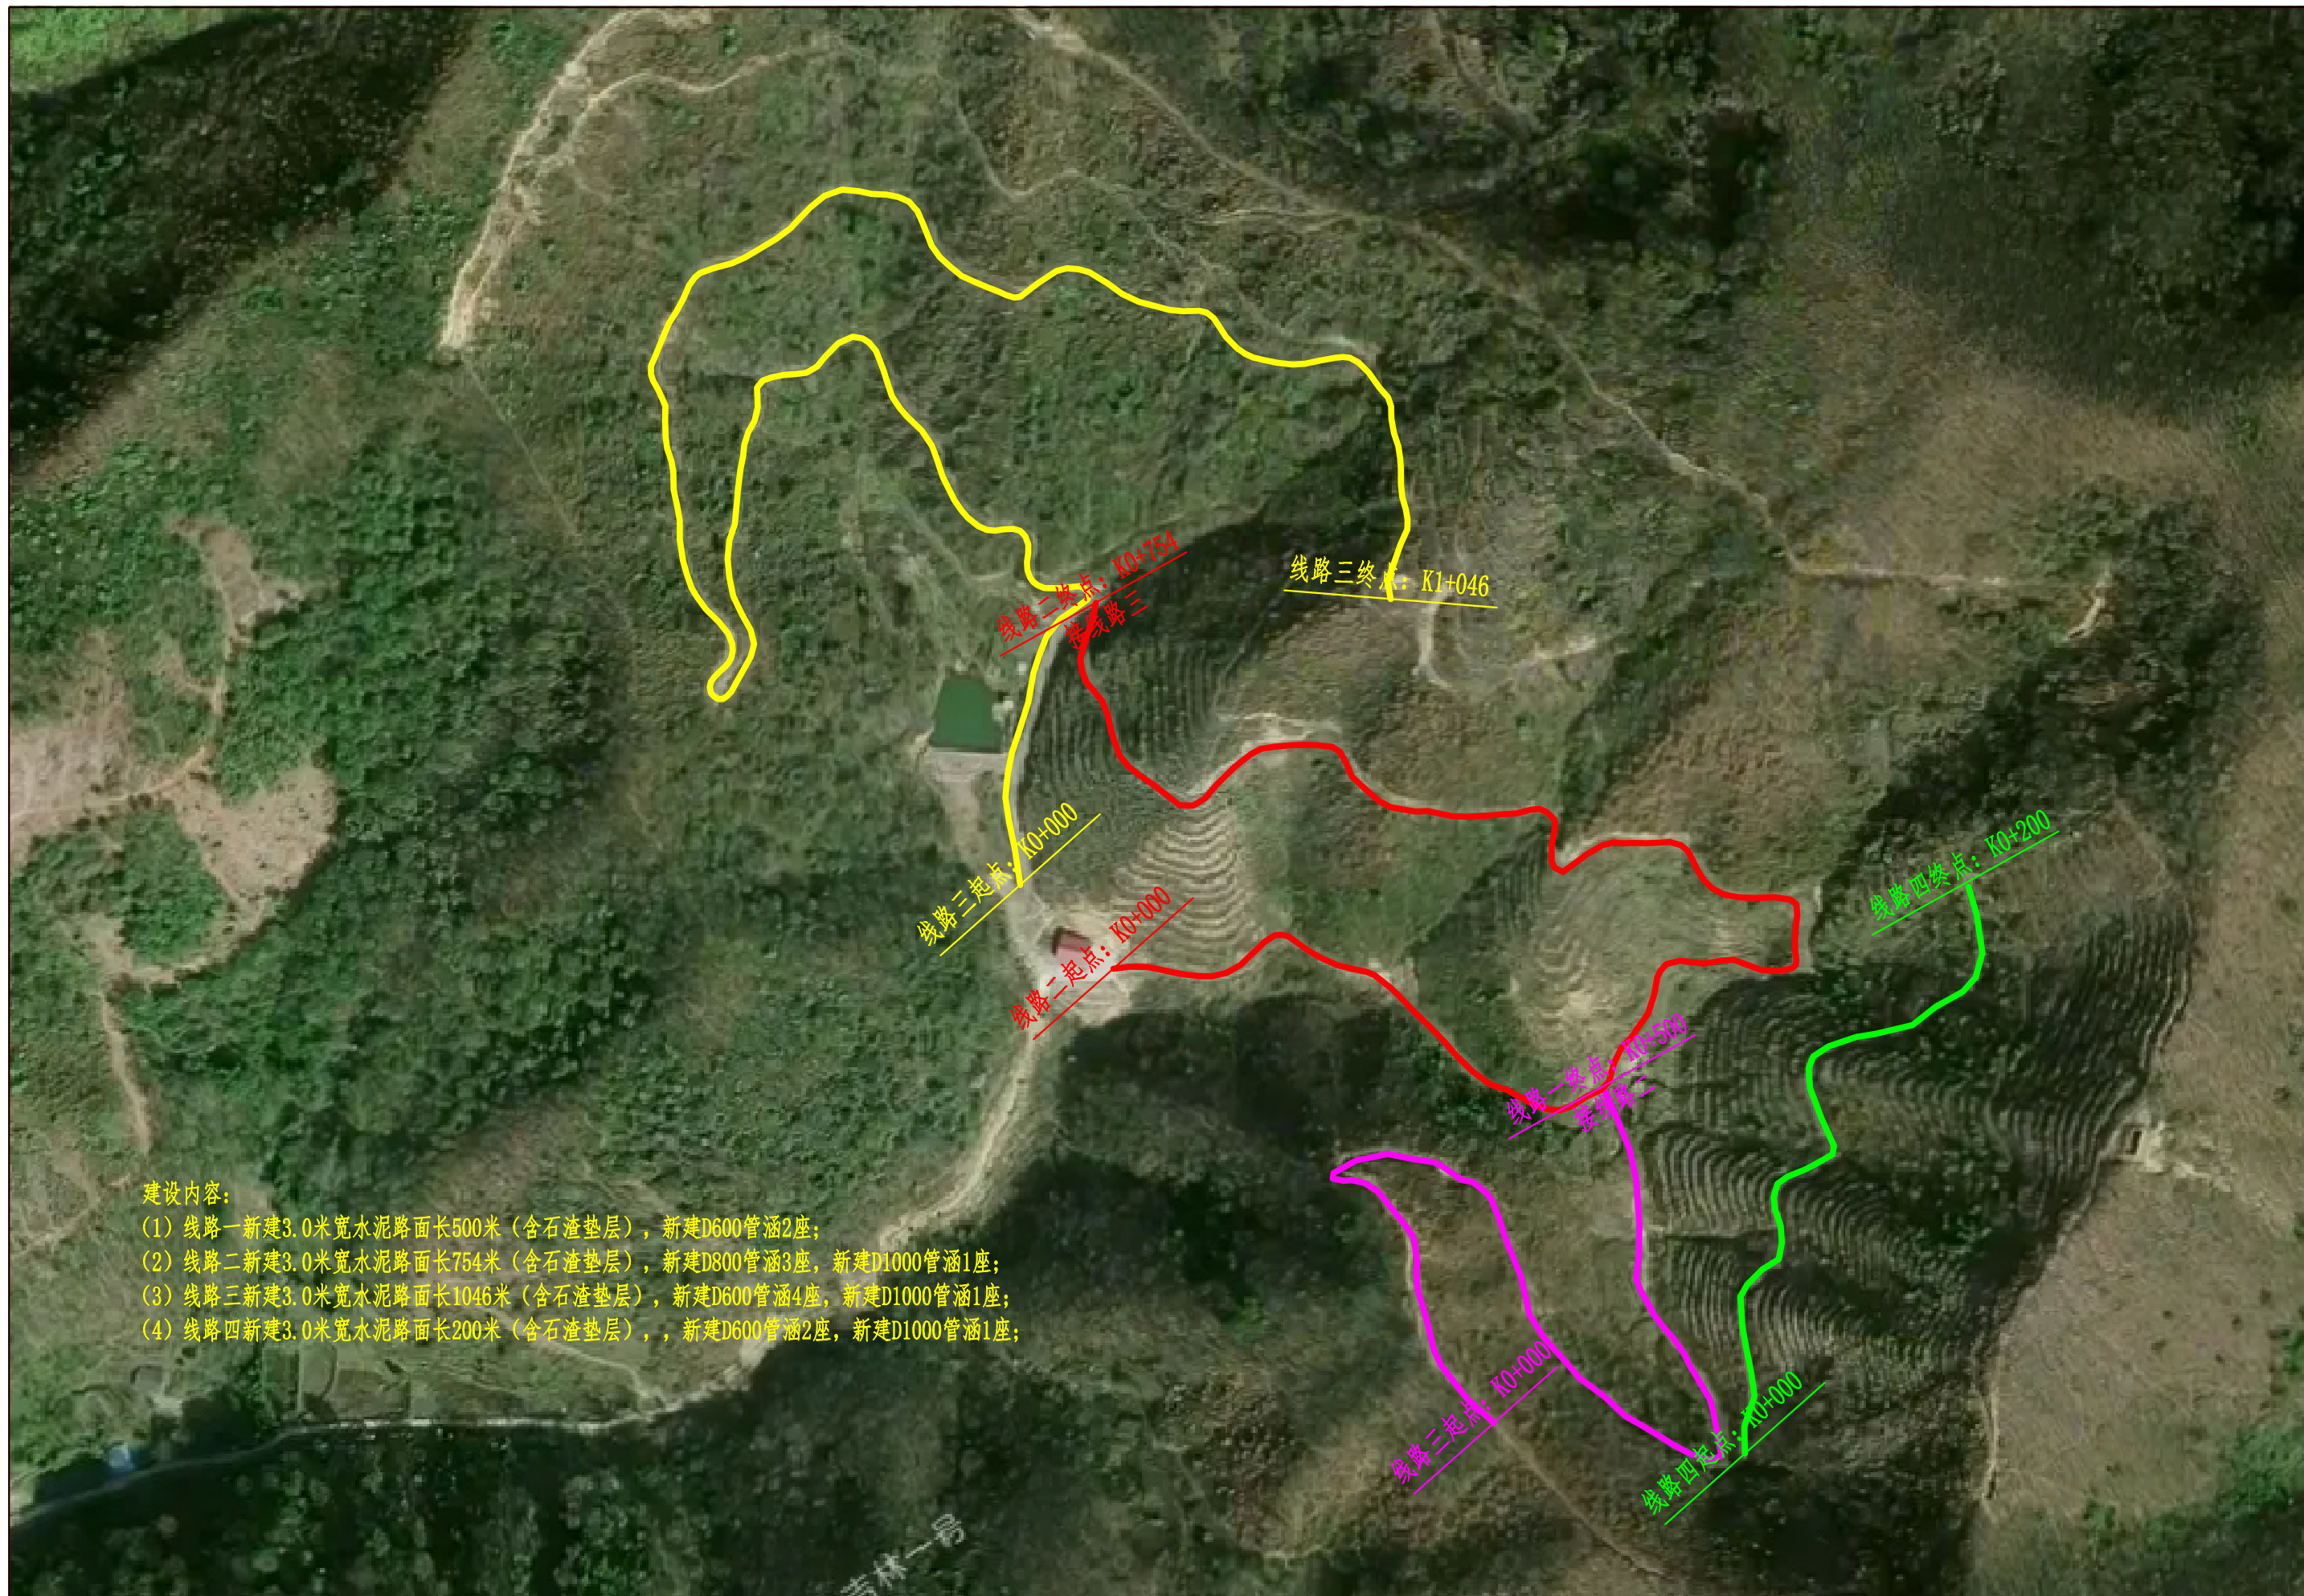 线路二终点：K0+754
接线路三
线路三终点：K1+046
线路三起点：K0+000
线路二起点：K0+000
线路四终点：K0+200
线路一终点：K0+500
接线路二
建设内容：
（1）线路一新建3.0米宽水泥路面长500米（含石渣垫层），新建D600管涵2座；
（2）线路二新建3.0米宽水泥路面长754米（含石渣垫层），新建D800管涵3座，新建D1000管涵1座；
（3）线路三新建3.0米宽水泥路面长1046米（含石渣垫层），新建D600管涵4座，新建D1000管涵1座；
（4）线路四新建3.0米宽水泥路面长200米（含石渣垫层），，新建D600管涵2座，新建D1000管涵1座；
线路三起点：K0+000
线路四起点：K0+000
吉林一号